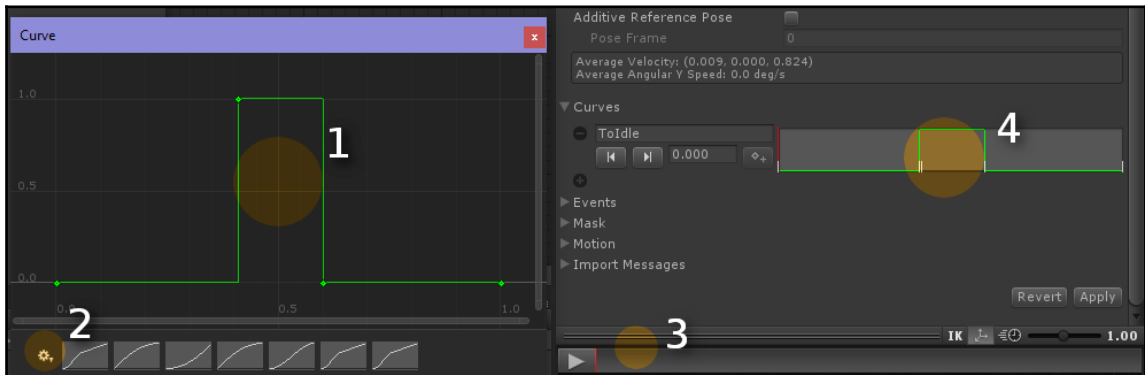 Curve
x
1.0
1
0.5
0.0
0.0
0.5
1.0
2
Additive Reference Pose
Pose Frame
0
Average Velocity: (0.009, 0.000, 0.824)
Average Angular Y Speed: 0.0 deg/s
Curves
4
ToIdle
0.000
Events
Mask
Motion
Import Messages
Revert Apply
3
IK 1.00